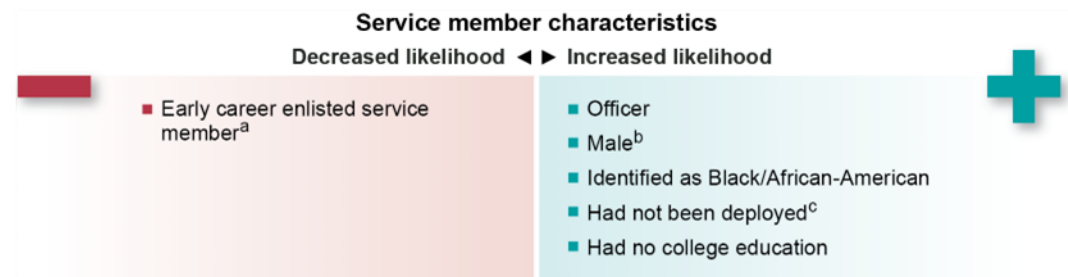 Service member characteristics
Decreased likelihood ◄ ► Increased likelihood
Early career enlisted service
memberᵃ
Officer
Maleᵇ
Identified as Black/African-American
Had not been deployedᶜ
Had no college education